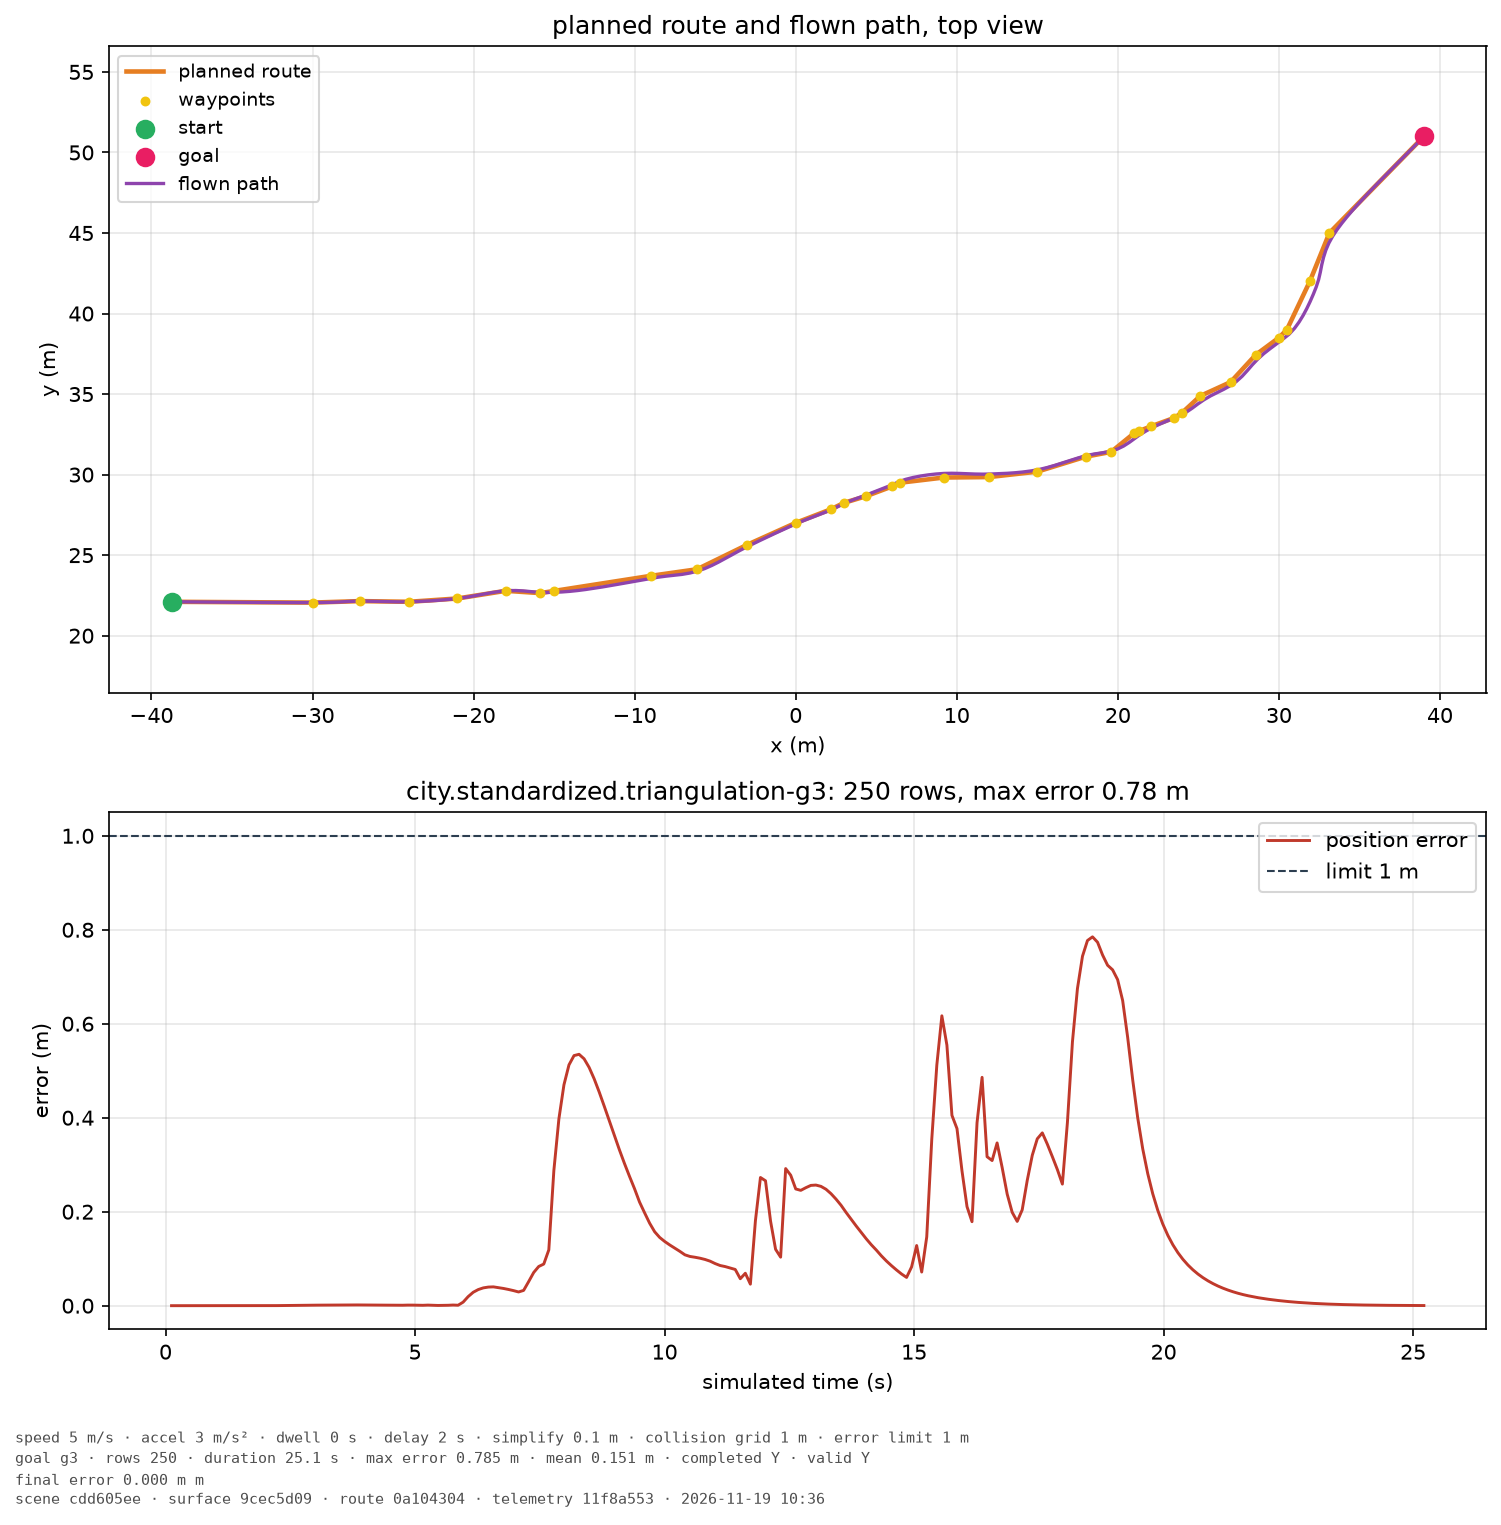 planned route and flown path, top view
planned route
waypoints
start
goal
flown path
55
50
45
40
35
30
25
20
y (m)
−40 −30 −20 −10 0 10 20 30 40
x (m)
city.standardized.triangulation-g3: 250 rows, max error 0.78 m
position error
limit 1 m
1.0
0.8
0.6
0.4
0.2
0.0
error (m)
0 5 10 15 20 25
simulated time (s)
speed 5 m/s · accel 3 m/s² · dwell 0 s · delay 2 s · simplify 0.1 m · collision grid 1 m · error limit 1 m
goal g3 · rows 250 · duration 25.1 s · max error 0.785 m · mean 0.151 m · completed Y · valid Y
final error 0.000 m m
scene cdd605ee · surface 9cec5d09 · route 0a104304 · telemetry 11f8a553 · 2026-11-19 10:36